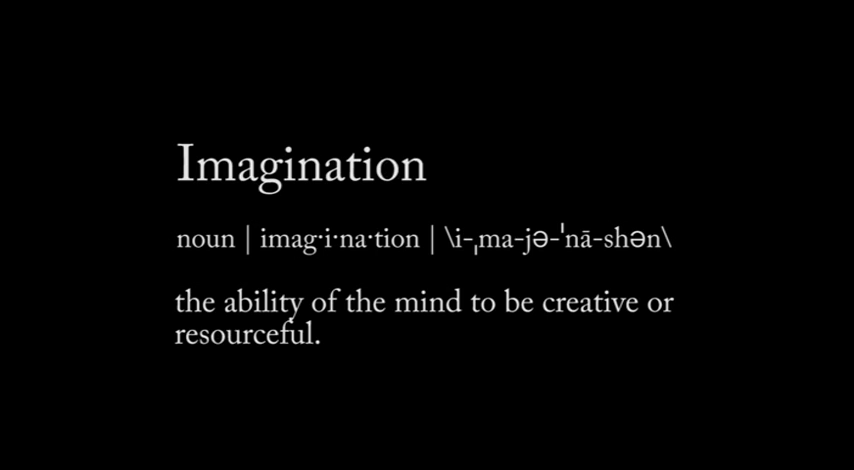 Imagination
noun | imag·i·na·tion | \i-ˌma-jə-ˈnā-shən\
the ability of the mind to be creative or
resourceful.